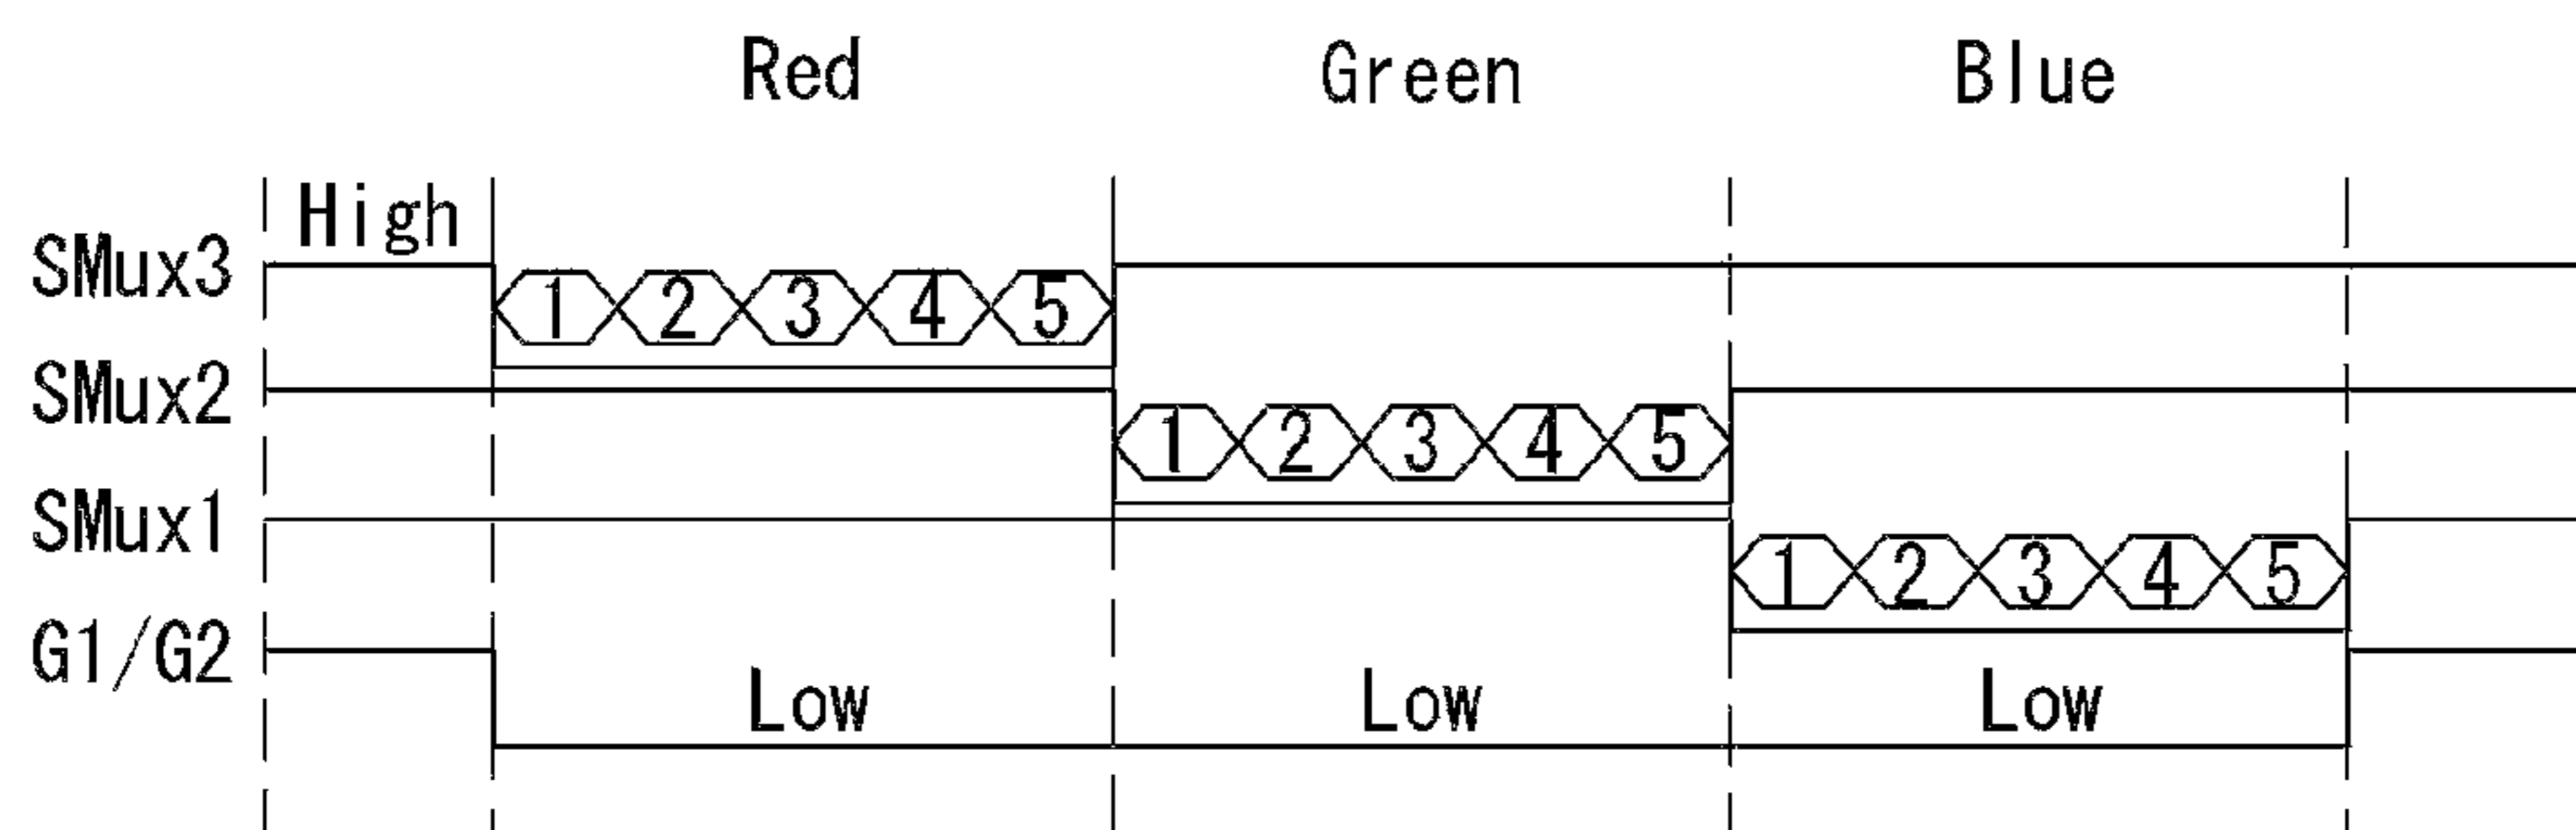 Red Green Blue
High
SMux3
1 2 3 4 5
SMux2
1 2 3 4 5
SMux1
1 2 3 4 5
G1/G2
Low Low Low